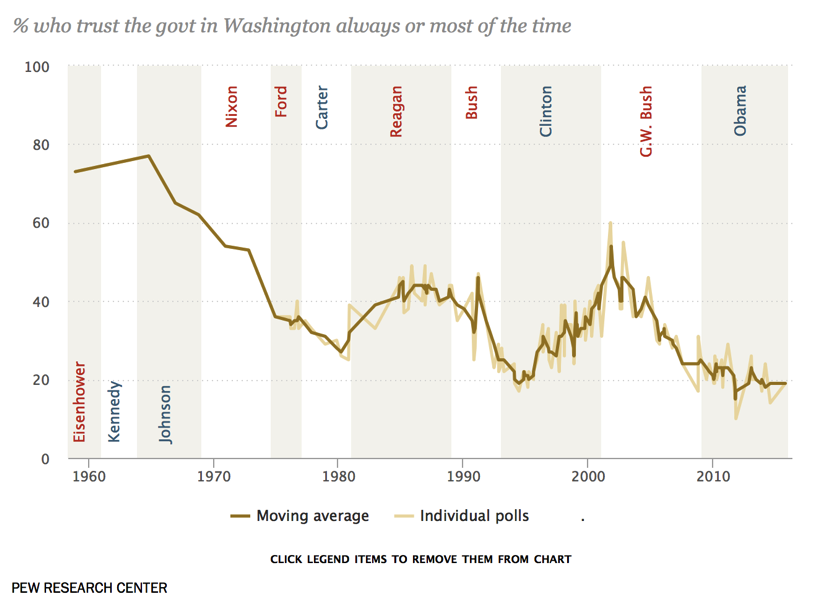 % who trust the govt in Washington always or most of the time
100
80
60
40
20
0
Eisenhower
Kennedy
Johnson
Nixon
Ford
Carter
Reagan
Bush
Clinton
G.W. Bush
Obama
1960 1970 1980 1990 2000 2010
Moving average Individual polls .
CLICK LEGEND ITEMS TO REMOVE THEM FROM CHART
PEW RESEARCH CENTER